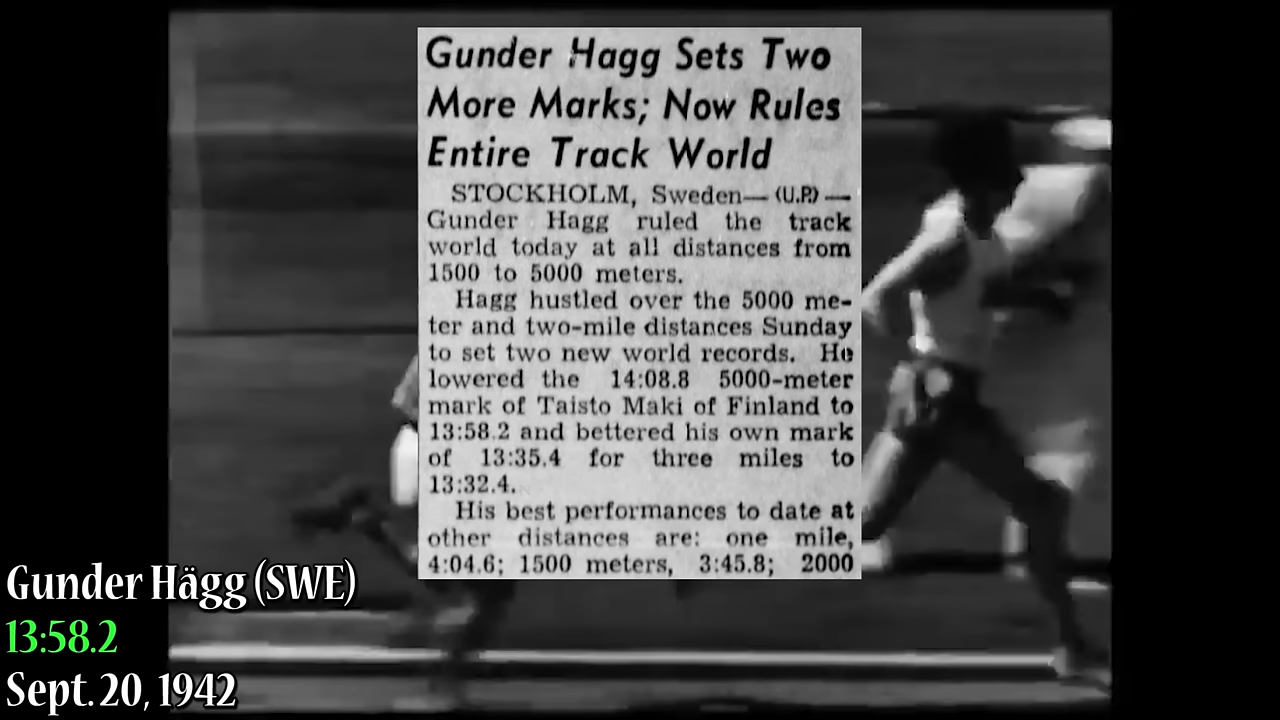 Gunder Hagg Sets Two
More Marks; Now Rules
Entire Track World
STOCKHOLM, Sweden— (U.P.) —
Gunder Hagg ruled the track
world today at all distances from
1500 to 5000 meters.
Hagg hustled over the 5000 me-
ter and two-mile distances Sunday
to set two new world records. He
lowered the 14:08.8 5000-meter
mark of Taisto Maki of Finland to
13:58.2 and bettered his own mark
of 13:35.4 for three miles to
13:32.4.
His best performances to date at
other distances are: one mile,
4:04.6; 1500 meters, 3:45.8; 2000
Gunder Hägg (SWE)
13:58.2
Sept. 20, 1942